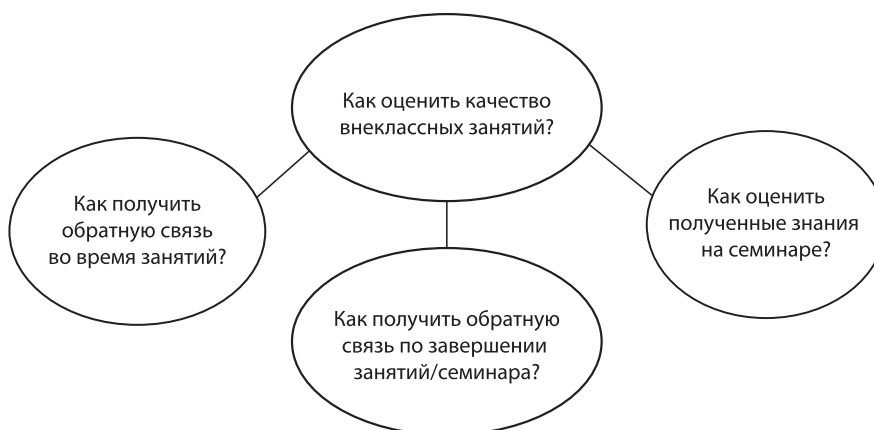 Как оценить качество
внеклассных занятий?
Как получить
обратную связь
во время занятий?
Как оценить
полученные знания
на семинаре?
Как получить обратную
связь по завершении
занятий/семинара?